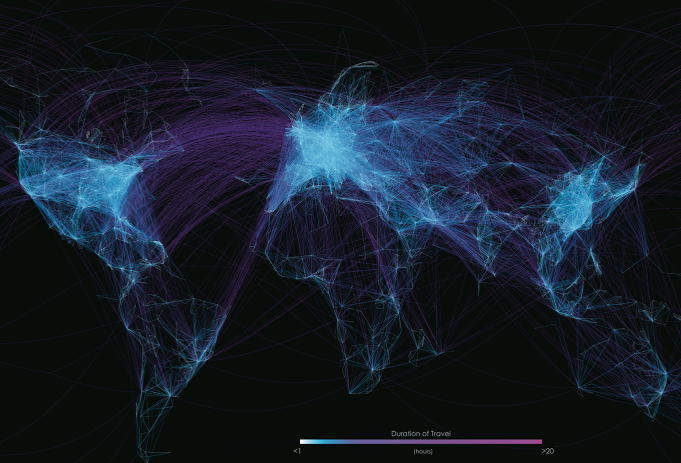 Duration of Travel
<1 (hours) >20